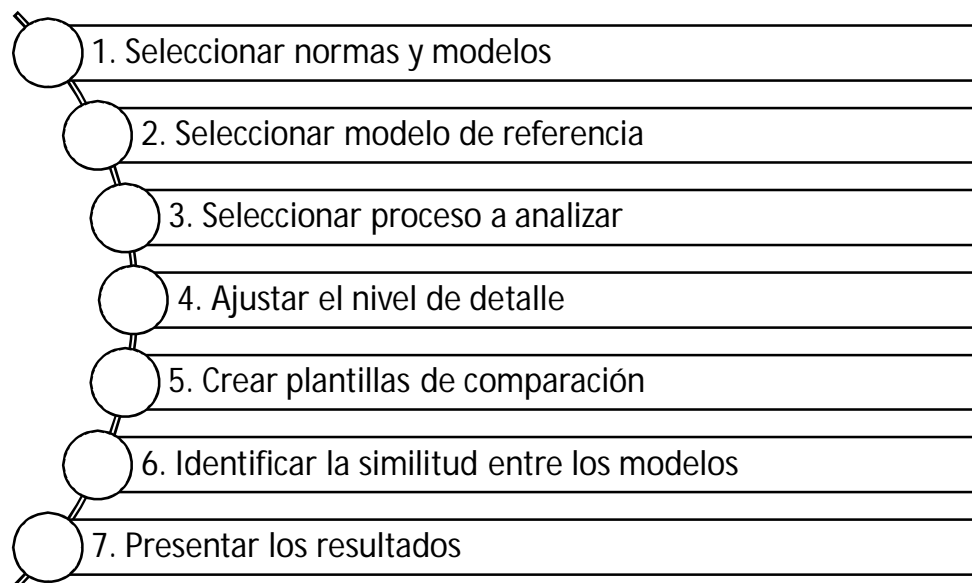 1. Seleccionar normas y modelos
2. Seleccionar modelo de referencia
3. Seleccionar proceso a analizar
4. Ajustar el nivel de detalle
5. Crear plantillas de comparación
6. Identificar la similitud entre los modelos
7. Presentar los resultados